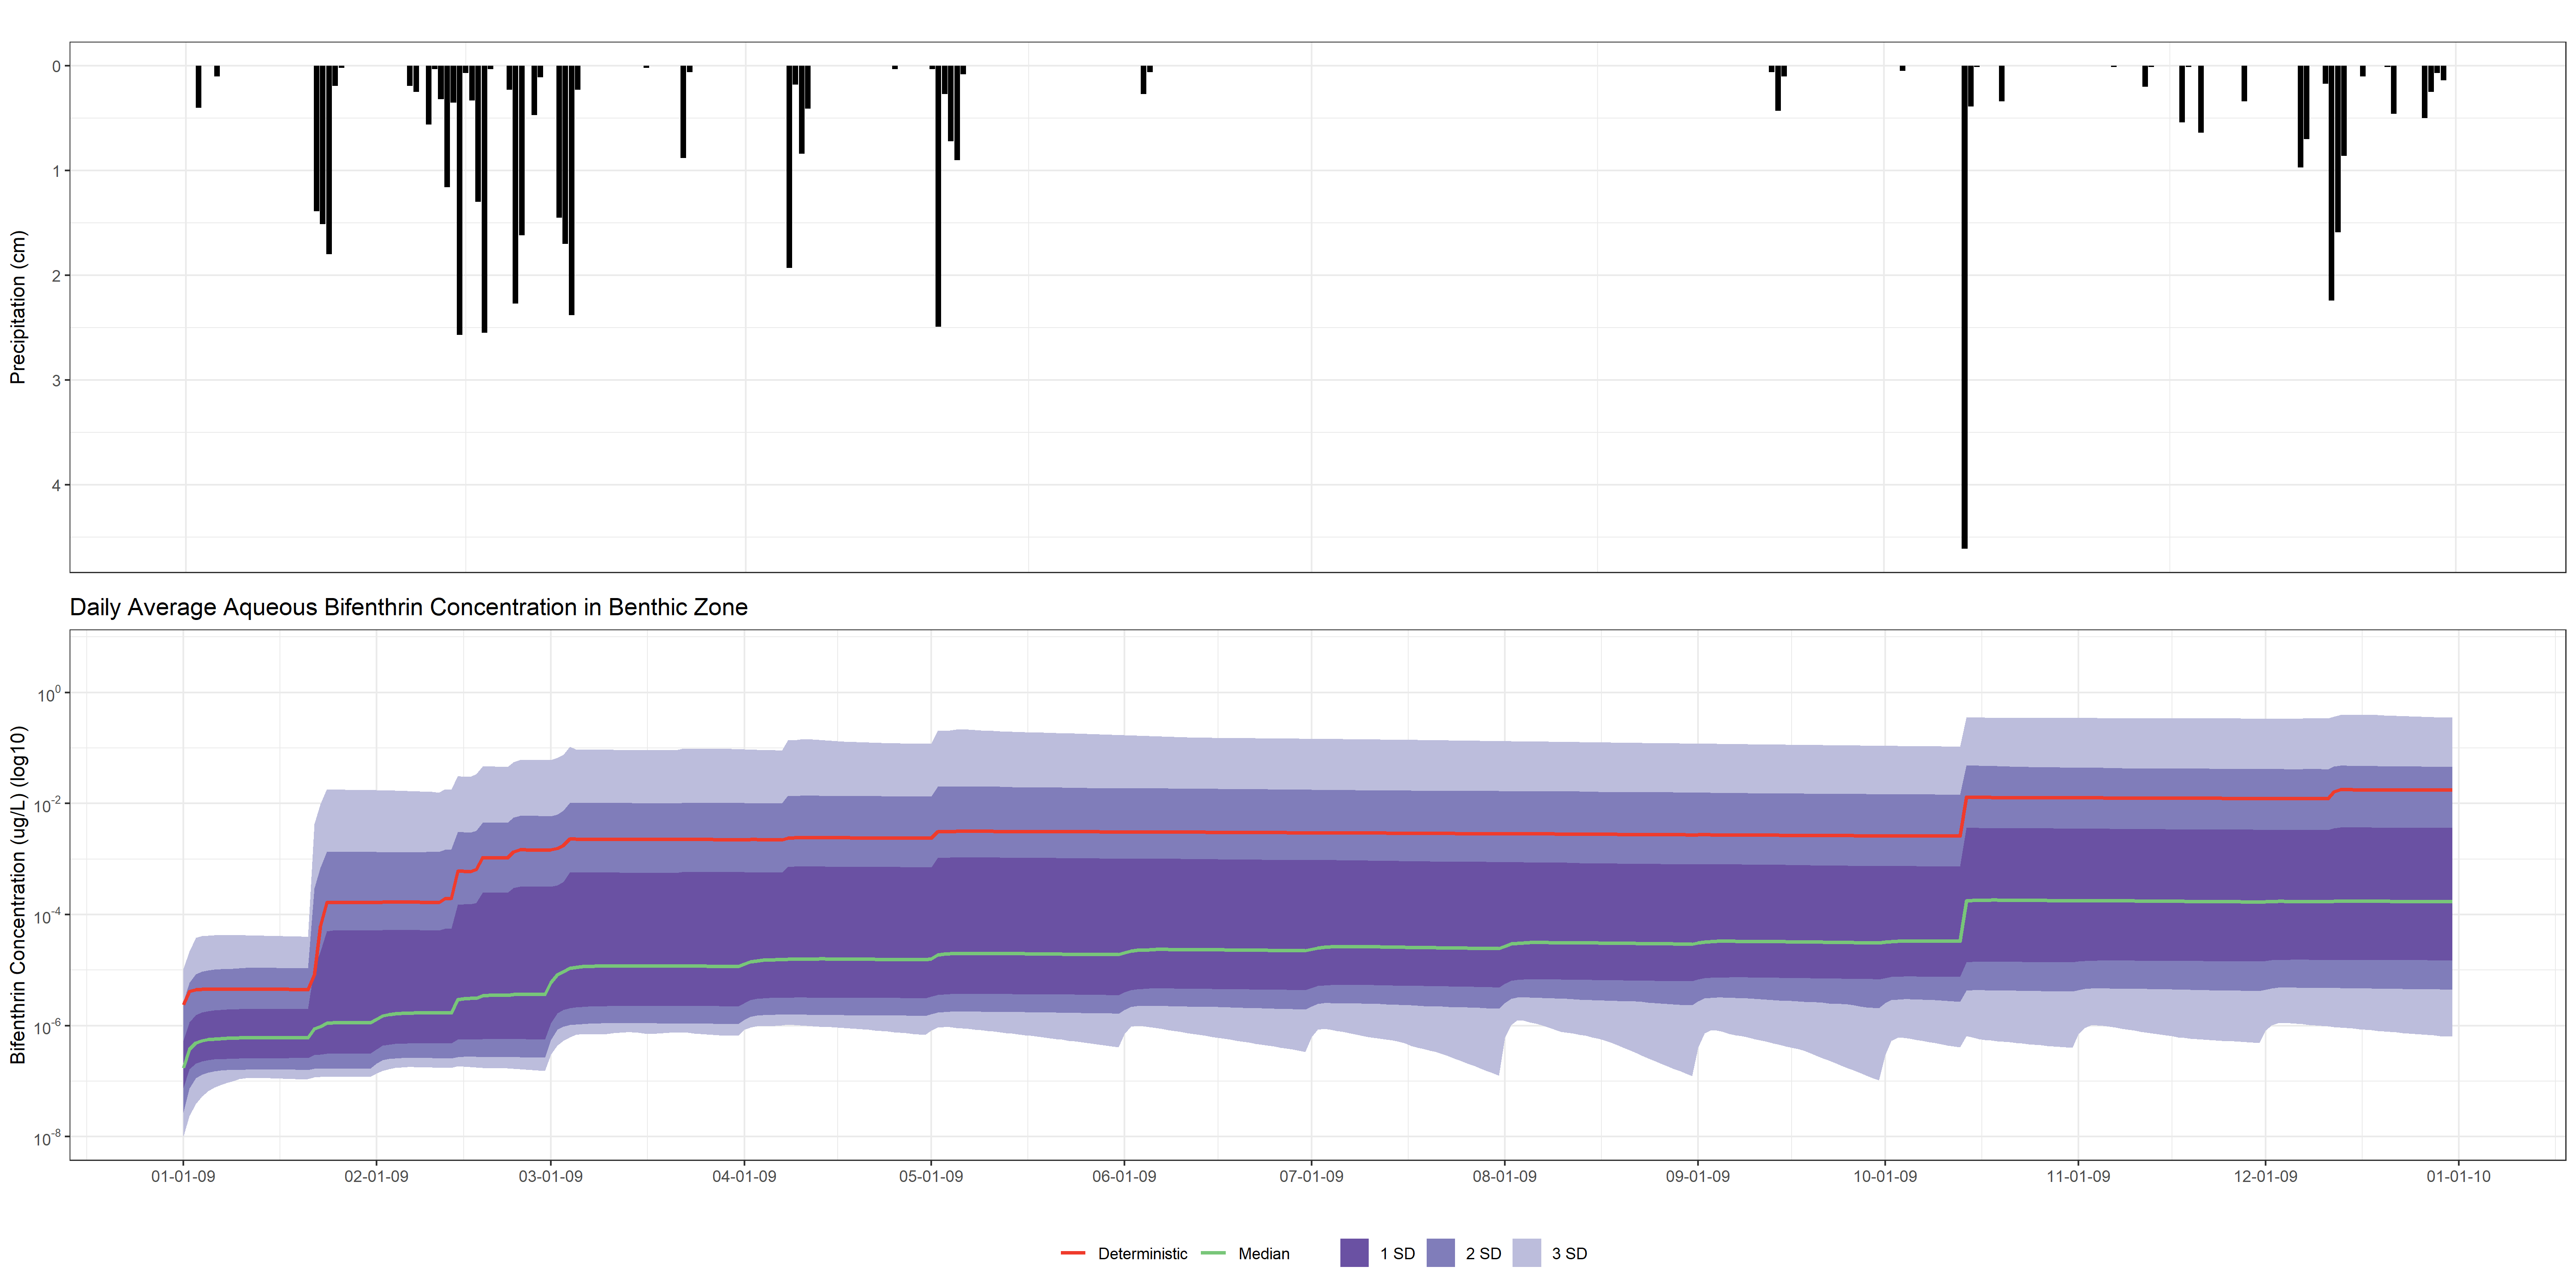 Precipitation (cm)
0
1
2
3
4
Daily Average Aqueous Bifenthrin Concentration in Benthic Zone
Bifenthrin Concentration (ug/L) (log10)
10^0
10^-2
10^-4
10^-6
10^-8
01-01-09 02-01-09 03-01-09 04-01-09 05-01-09 06-01-09 07-01-09 08-01-09 09-01-09 10-01-09 11-01-09 12-01-09 01-01-10
Deterministic Median 1 SD 2 SD 3 SD